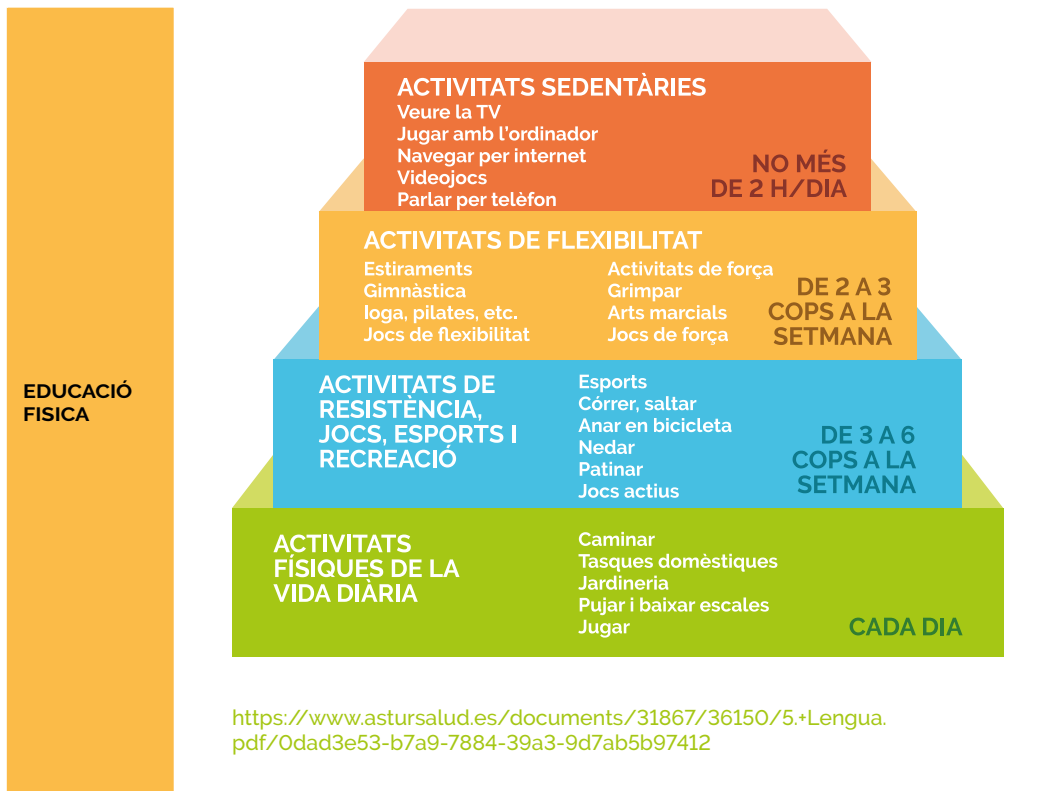 EDUCACIÓ
FISICA
ACTIVITATS SEDENTÀRIES
Veure la TV
Jugar amb l'ordinador
Navegar per internet
Videojocs
Parlar per telèfon
NO MÉS
DE 2 H/DIA
ACTIVITATS DE FLEXIBILITAT
Estiraments
Gimnàstica
Ioga, pilates, etc.
Jocs de flexibilitat
Activitats de força
Grimpar
Arts marcials
Jocs de força
DE 2 A 3
COPS A LA
SETMANA
ACTIVITATS DE
RESISTÈNCIA,
JOCS, ESPORTS I
RECREACIÓ
Esports
Córrer, saltar
Anar en bicicleta
Nedar
Patinar
Jocs actius
DE 3 A 6
COPS A LA
SETMANA
ACTIVITATS
FÍSIQUES DE LA
VIDA DIÀRIA
Caminar
Tasques domèstiques
Jardineria
Pujar i baixar escales
Jugar
CADA DIA
https://www.astursalud.es/documents/31867/36150/5.+Lengua.
pdf/0dad3e53-b7a9-7884-39a3-9d7ab5b97412